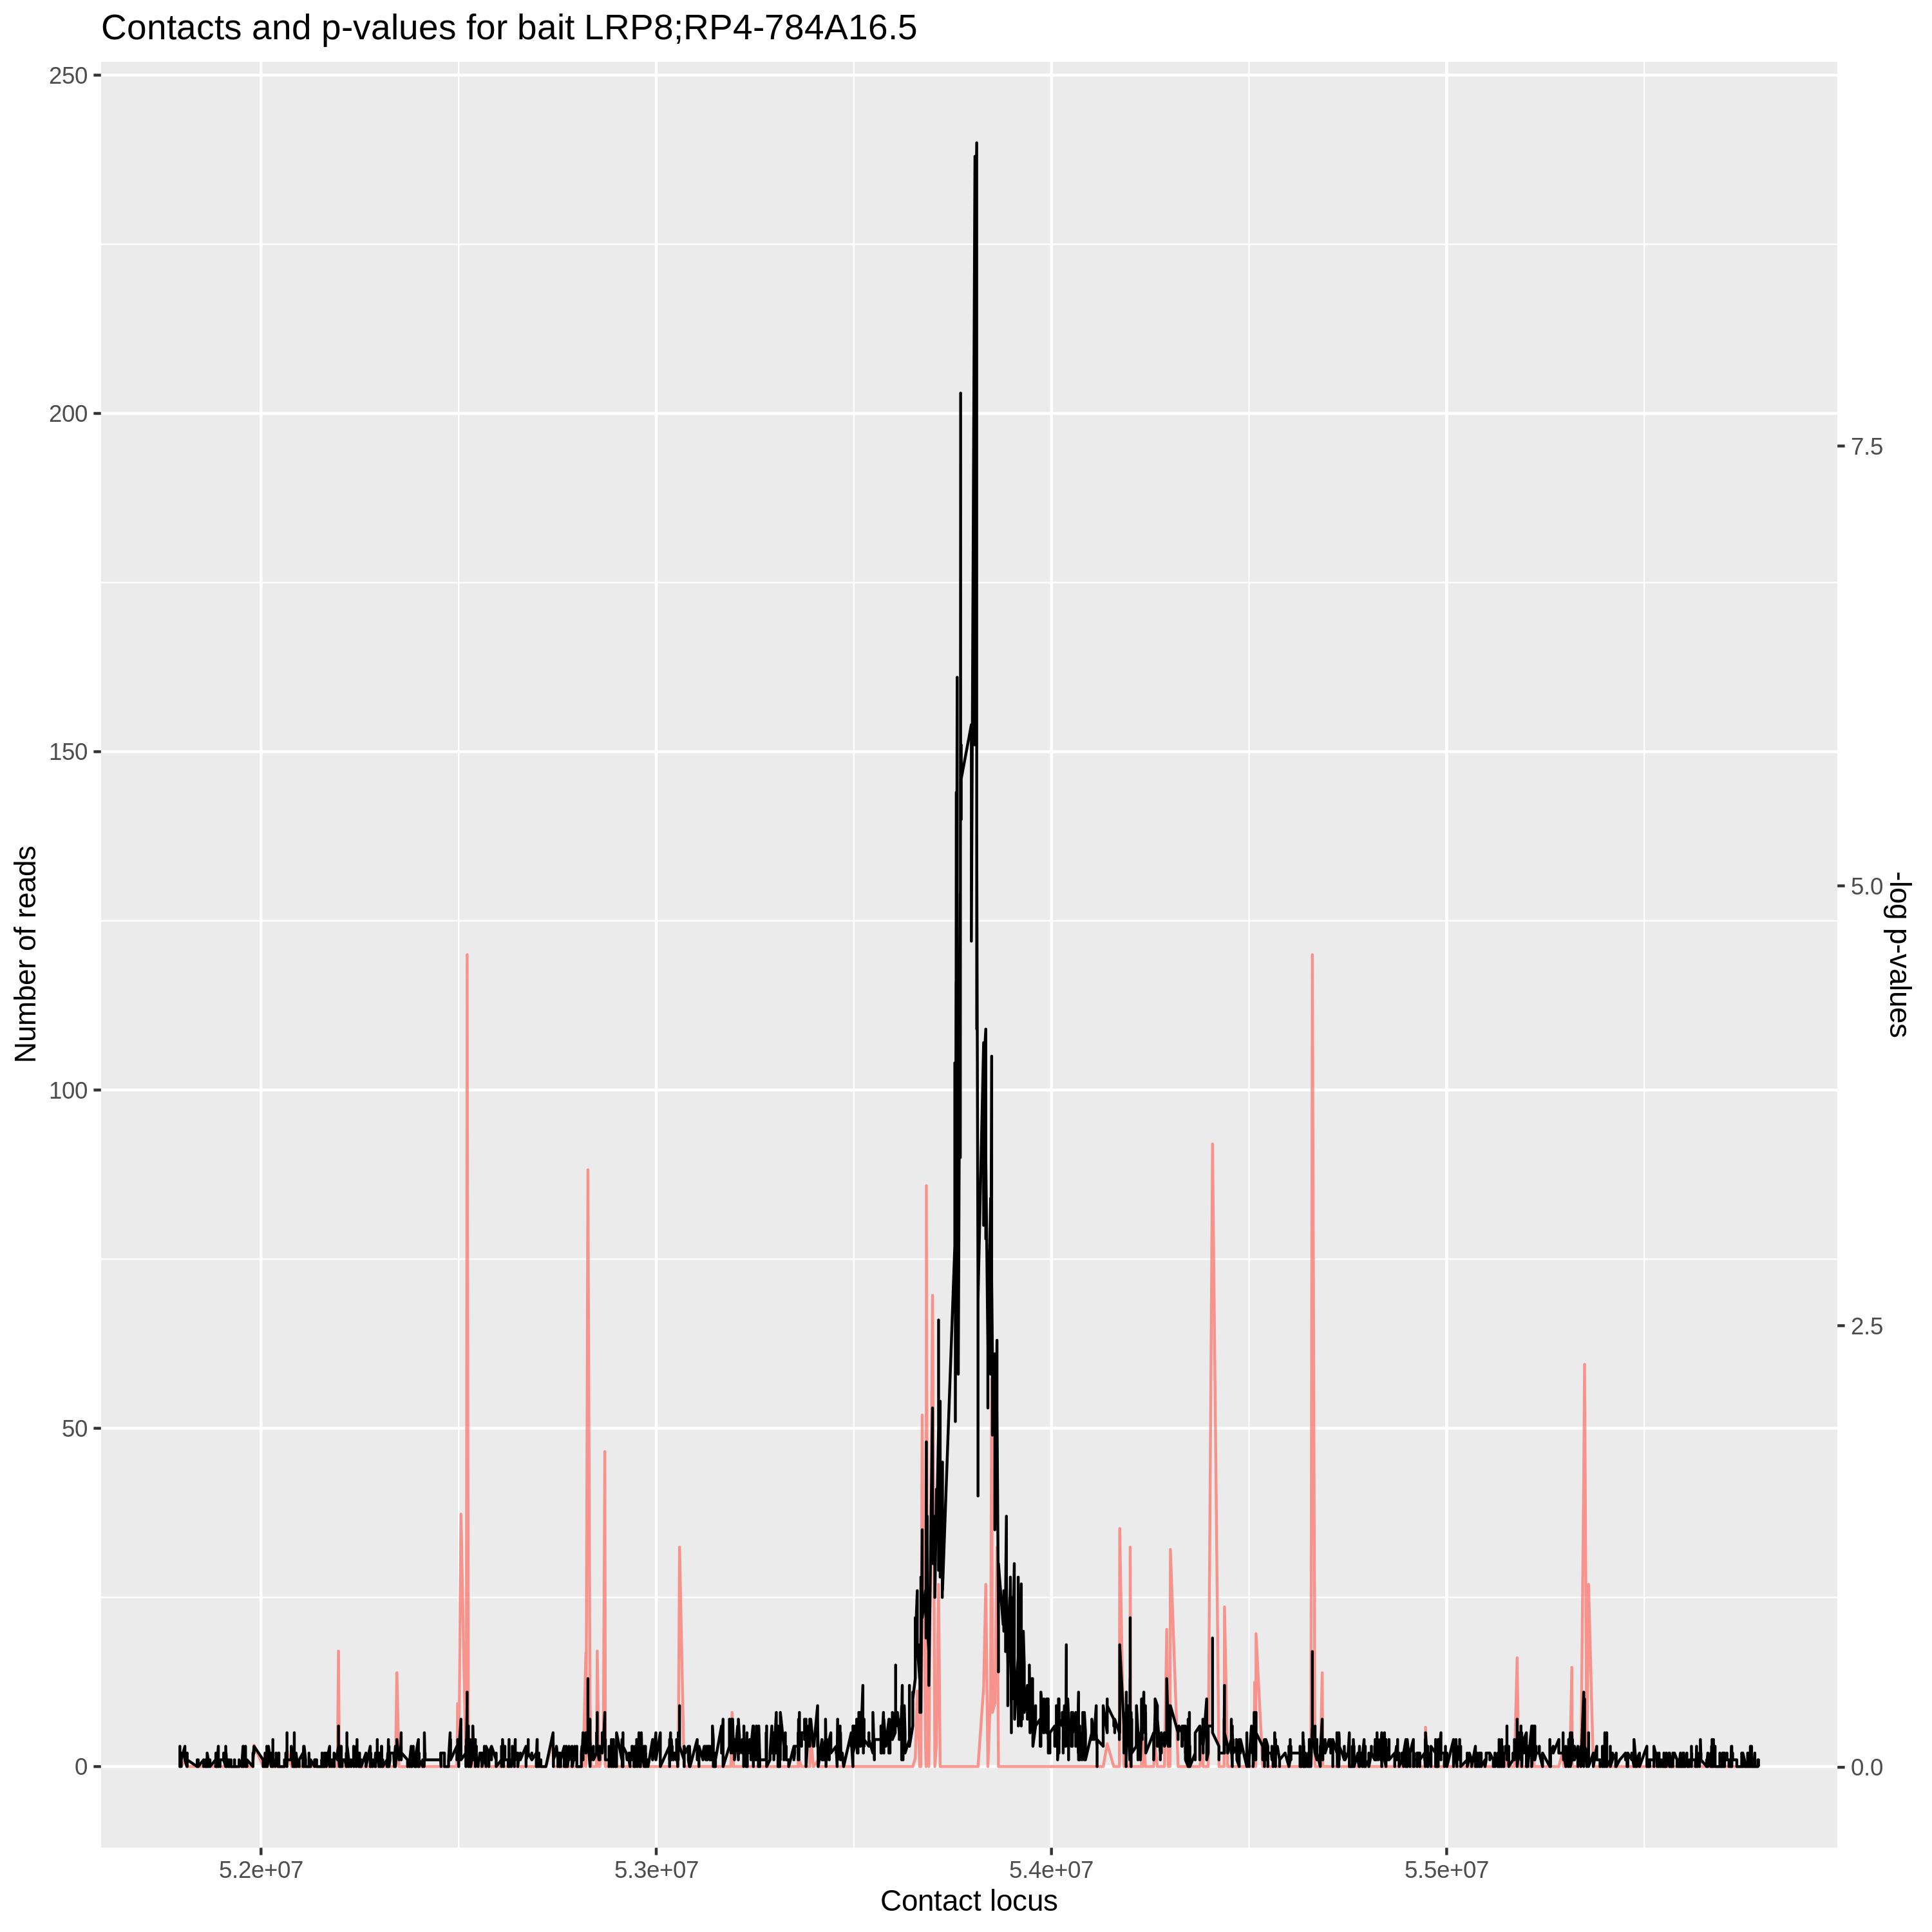 Contacts and p-values for bait LRP8;RP4-784A16.5
250
200
150
100
50
0
Number of reads
7.5
5.0
2.5
0.0
-log p-values
5.2e+07
5.3e+07
5.4e+07
5.5e+07
Contact locus